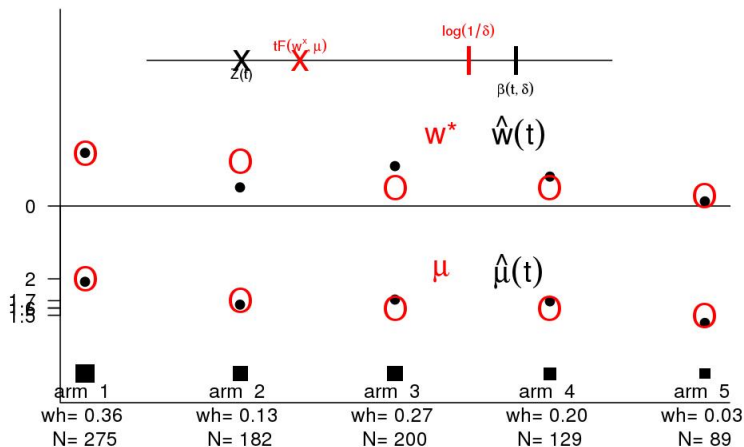 log(1/δ)
tF(w*, μ)
X X
Z(t)
β(t, δ)
w* ŵ(t)
0
μ μ̂(t)
2
1.7
1.6
1.5
arm 1 arm 2 arm 3 arm 4 arm 5
wh= 0.36 wh= 0.13 wh= 0.27 wh= 0.20 wh= 0.03
N= 275 N= 182 N= 200 N= 129 N= 89